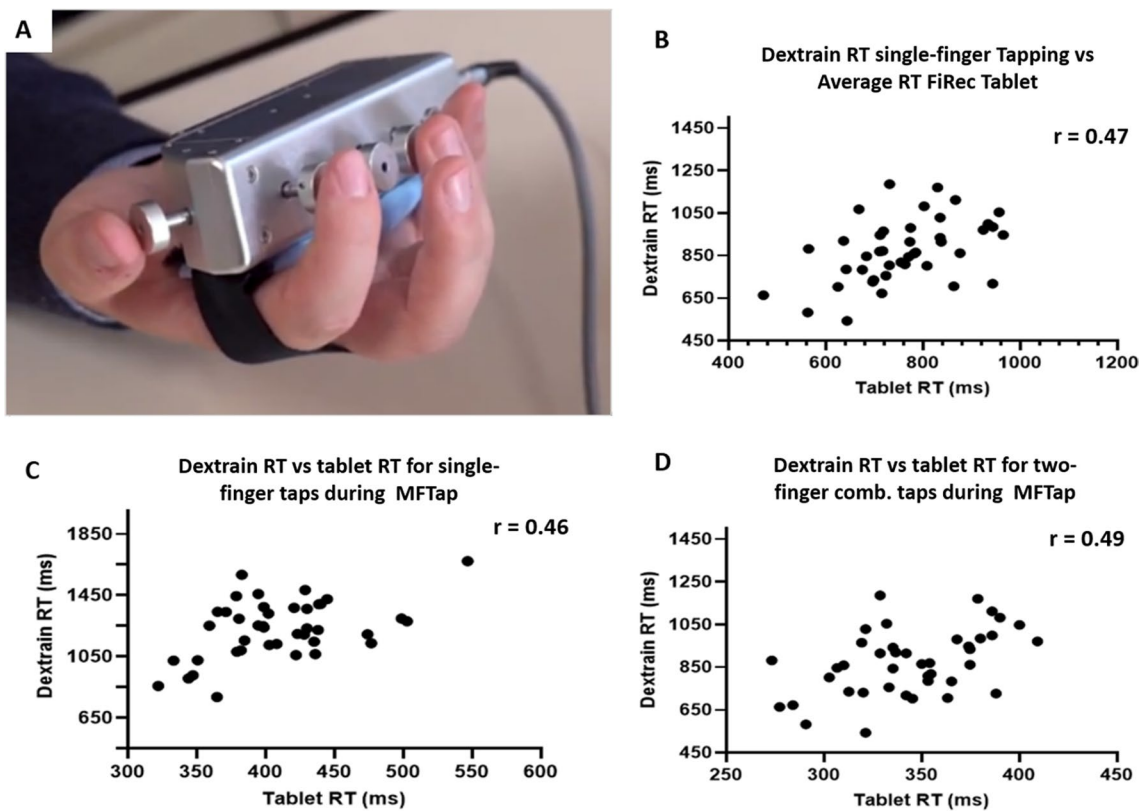 A
B
Dextrain RT single-finger Tapping vs
Average RT FiRec Tablet
r = 0.47
1450
1250
1050
850
650
450
Dextrain RT (ms)
400 600 800 1000 1200
Tablet RT (ms)
C
Dextrain RT vs tablet RT for single-
finger taps during MFTap
r = 0.46
1850
1450
1050
650
Dextrain RT (ms)
300 350 400 450 500 550 600
Tablet RT (ms)
D
Dextrain RT vs tablet RT for two-
finger comb. taps during MFTap
r = 0.49
1450
1250
1050
850
650
450
Dextrain RT (ms)
250 300 350 400 450
Tablet RT (ms)